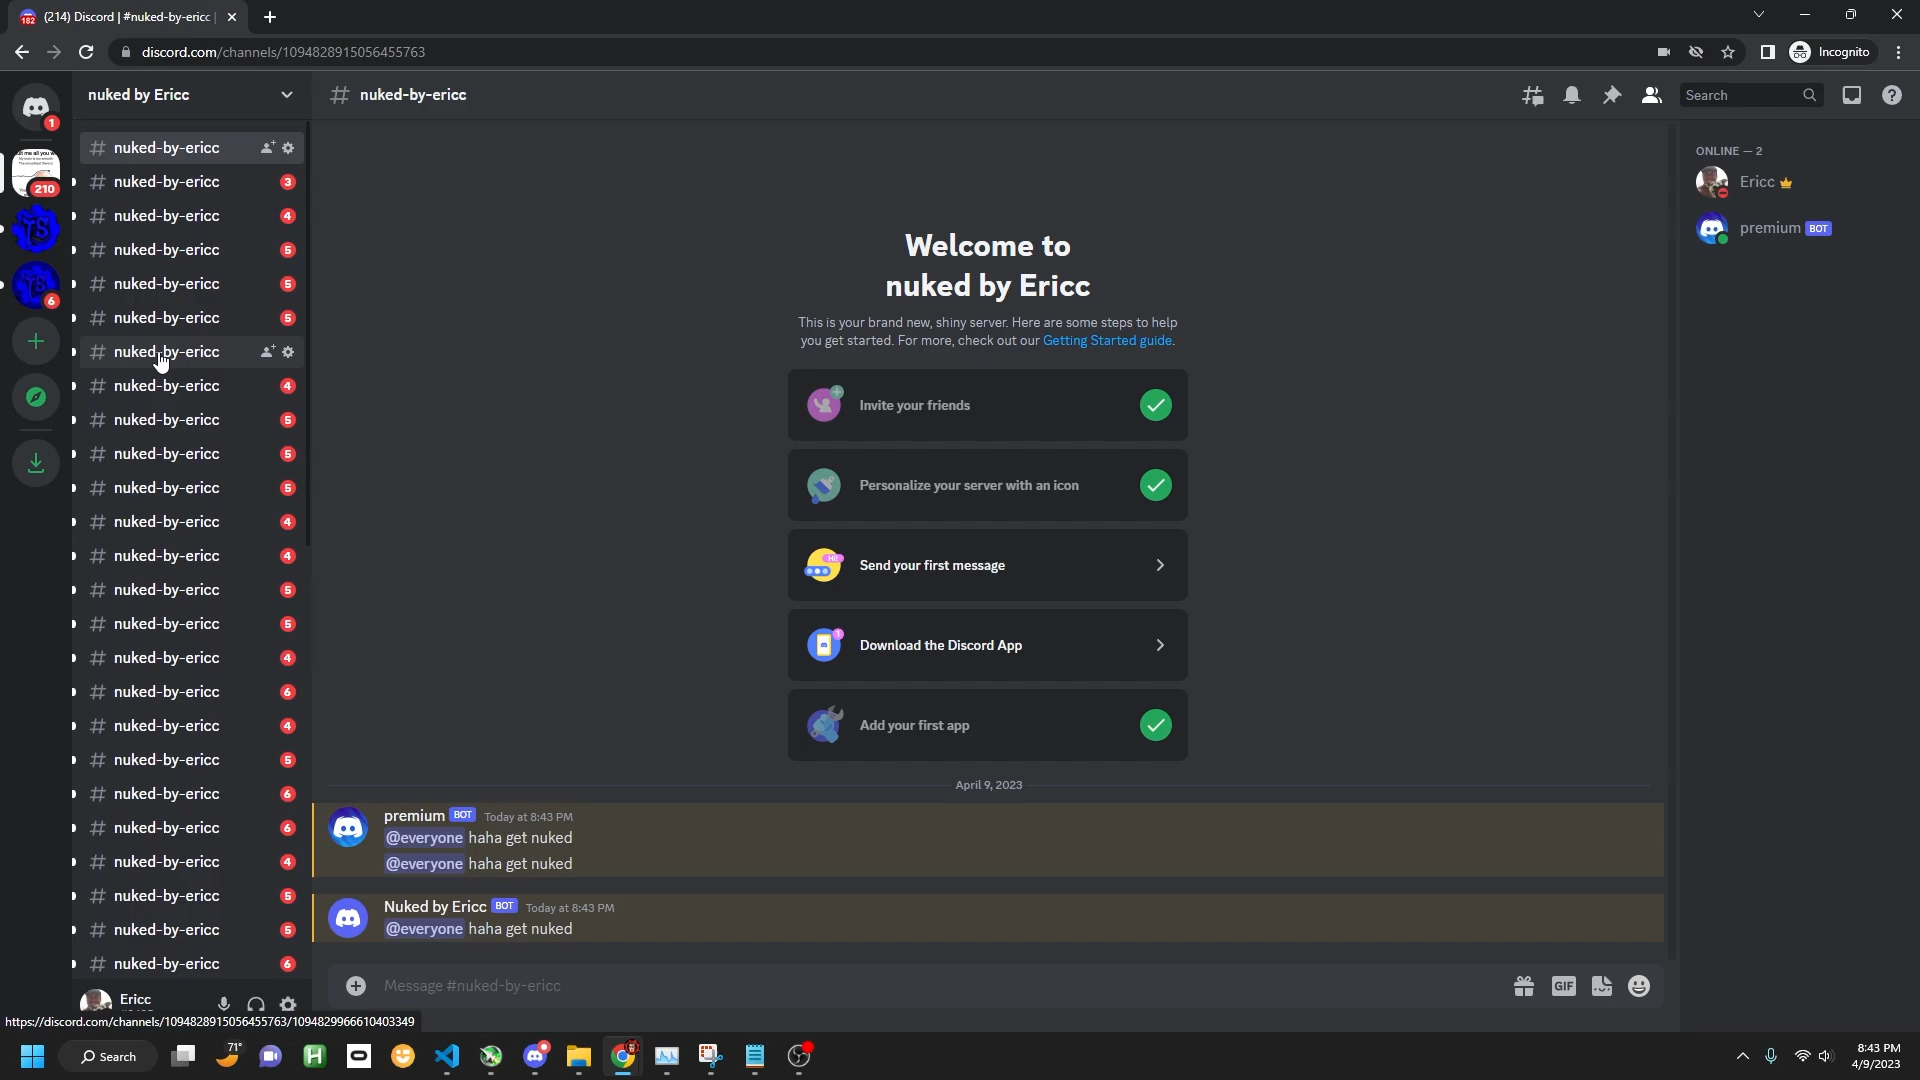 (214) Discord | #nuked-by-ericc |
discord.com/channels/1094828915056455763
Incognito
1
210
6
nuked by Ericc
# nuked-by-ericc
nuked-by-ericc
nuked-by-ericc 3
nuked-by-ericc 4
nuked-by-ericc 5
nuked-by-ericc 5
nuked-by-ericc 5
nuked-by-ericc
nuked-by-ericc 4
nuked-by-ericc 5
nuked-by-ericc 5
nuked-by-ericc 5
nuked-by-ericc 4
nuked-by-ericc 4
nuked-by-ericc 5
nuked-by-ericc 5
nuked-by-ericc 4
nuked-by-ericc 6
nuked-by-ericc 4
nuked-by-ericc 5
nuked-by-ericc 6
nuked-by-ericc 6
nuked-by-ericc 4
nuked-by-ericc 5
nuked-by-ericc 5
nuked-by-ericc 6
Ericc
https://discord.com/channels/1094828915056455763/1094829966610403349
Search
Welcome to
nuked by Ericc
This is your brand new, shiny server. Here are some steps to help
you get started. For more, check out our Getting Started guide.
Invite your friends
Personalize your server with an icon
Send your first message
Download the Discord App
Add your first app
April 9, 2023
premium BOT Today at 8:43 PM
@everyone haha get nuked
@everyone haha get nuked
Nuked by Ericc BOT Today at 8:43 PM
@everyone haha get nuked
Message #nuked-by-ericc
GIF
ONLINE — 2
Ericc
premium BOT
Search
71°
8:43 PM
4/9/2023